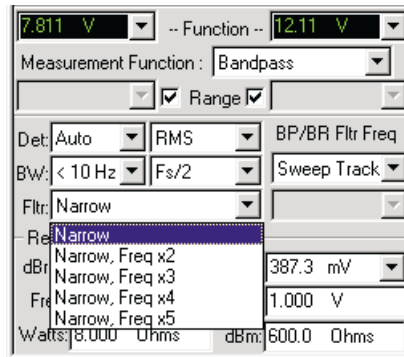 7.811 V -- Function -- 12.11 V
Measurement Function : Bandpass
Range
Det: Auto RMS BP/BR Fltr Freq
BW: < 10 Hz Fs/2 Sweep Track
Fltr: Narrow
Narrow
Narrow, Freq x2
Narrow, Freq x3
Narrow, Freq x4
Narrow, Freq x5
387.3 mV
1.000 V
Watts: 8.000 Ohms dBm: 600.0 Ohms